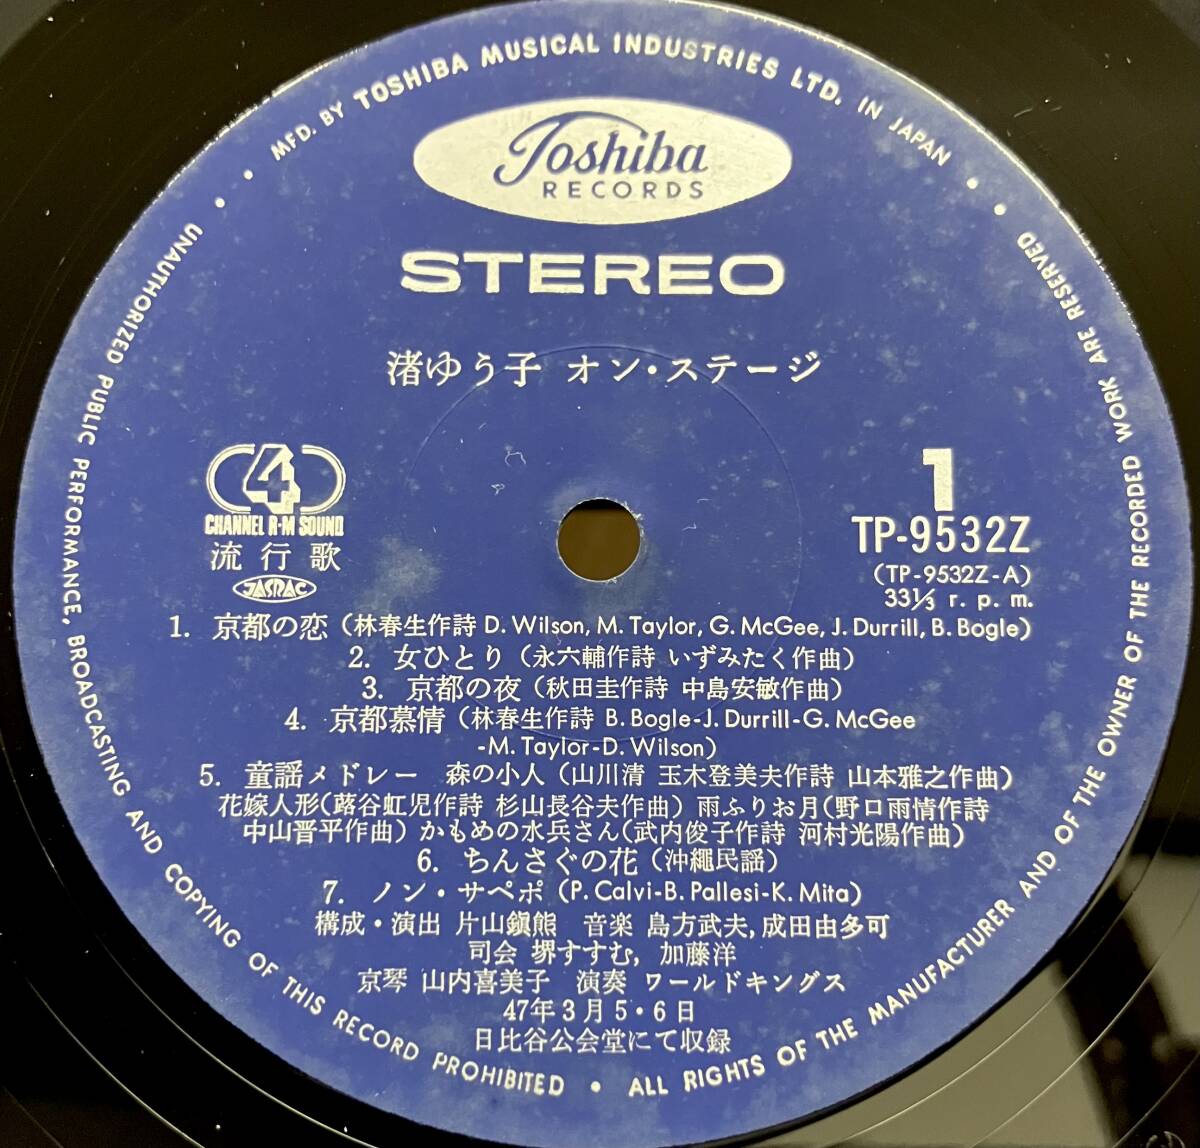 MFD. BY TOSHIBA MUSICAL INDUSTRIES LTD. IN JAPAN
Toshiba
RECORDS
STEREO
渚ゆう子 オン・ステージ
4
CHANNEL R-M SOUND
流行歌
JASRAC
1
TP-9532Z
(TP-9532Z-A)
33⅓ r. p. m.
1. 京都の恋 (林春生作詩 D. Wilson, M. Taylor, G. McGee, J. Durrill, B. Bogle)
2. 女ひとり (永六輔作詩 いずみたく作曲)
3. 京都の夜 (秋田圭作詩 中島安敏作曲)
4. 京都慕情 (林春生作詩 B. Bogle-J. Durrill-G. McGee
-M. Taylor-D. Wilson)
5. 童謡メドレー 森の小人 (山川清 玉木登美夫作詩 山本雅之作曲)
花嫁人形(蕗谷虹児作詩 杉山長谷夫作曲) 雨ふりお月(野口雨情作詩
中山晋平作曲) かもめの水兵さん(武内俊子作詩 河村光陽作曲)
6. ちんさぐの花 (沖繩民謡)
7. ノン・サペポ (P. Calvi-B. Pallesi-K. Mita)
構成・演出 片山鎭熊 音楽 島方武夫, 成田由多可
司会 堺すすむ, 加藤洋
京琴 山内喜美子 演奏 ワールドキングス
47年3月5・6日
日比谷公会堂にて収録
UNAUTHORIZED PUBLIC PERFORMANCE, BROADCASTING AND COPYING OF THIS RECORD PROHIBITED • ALL RIGHTS OF THE MANUFACTURER AND OF THE OWNER OF THE RECORDED WORK ARE RESERVED